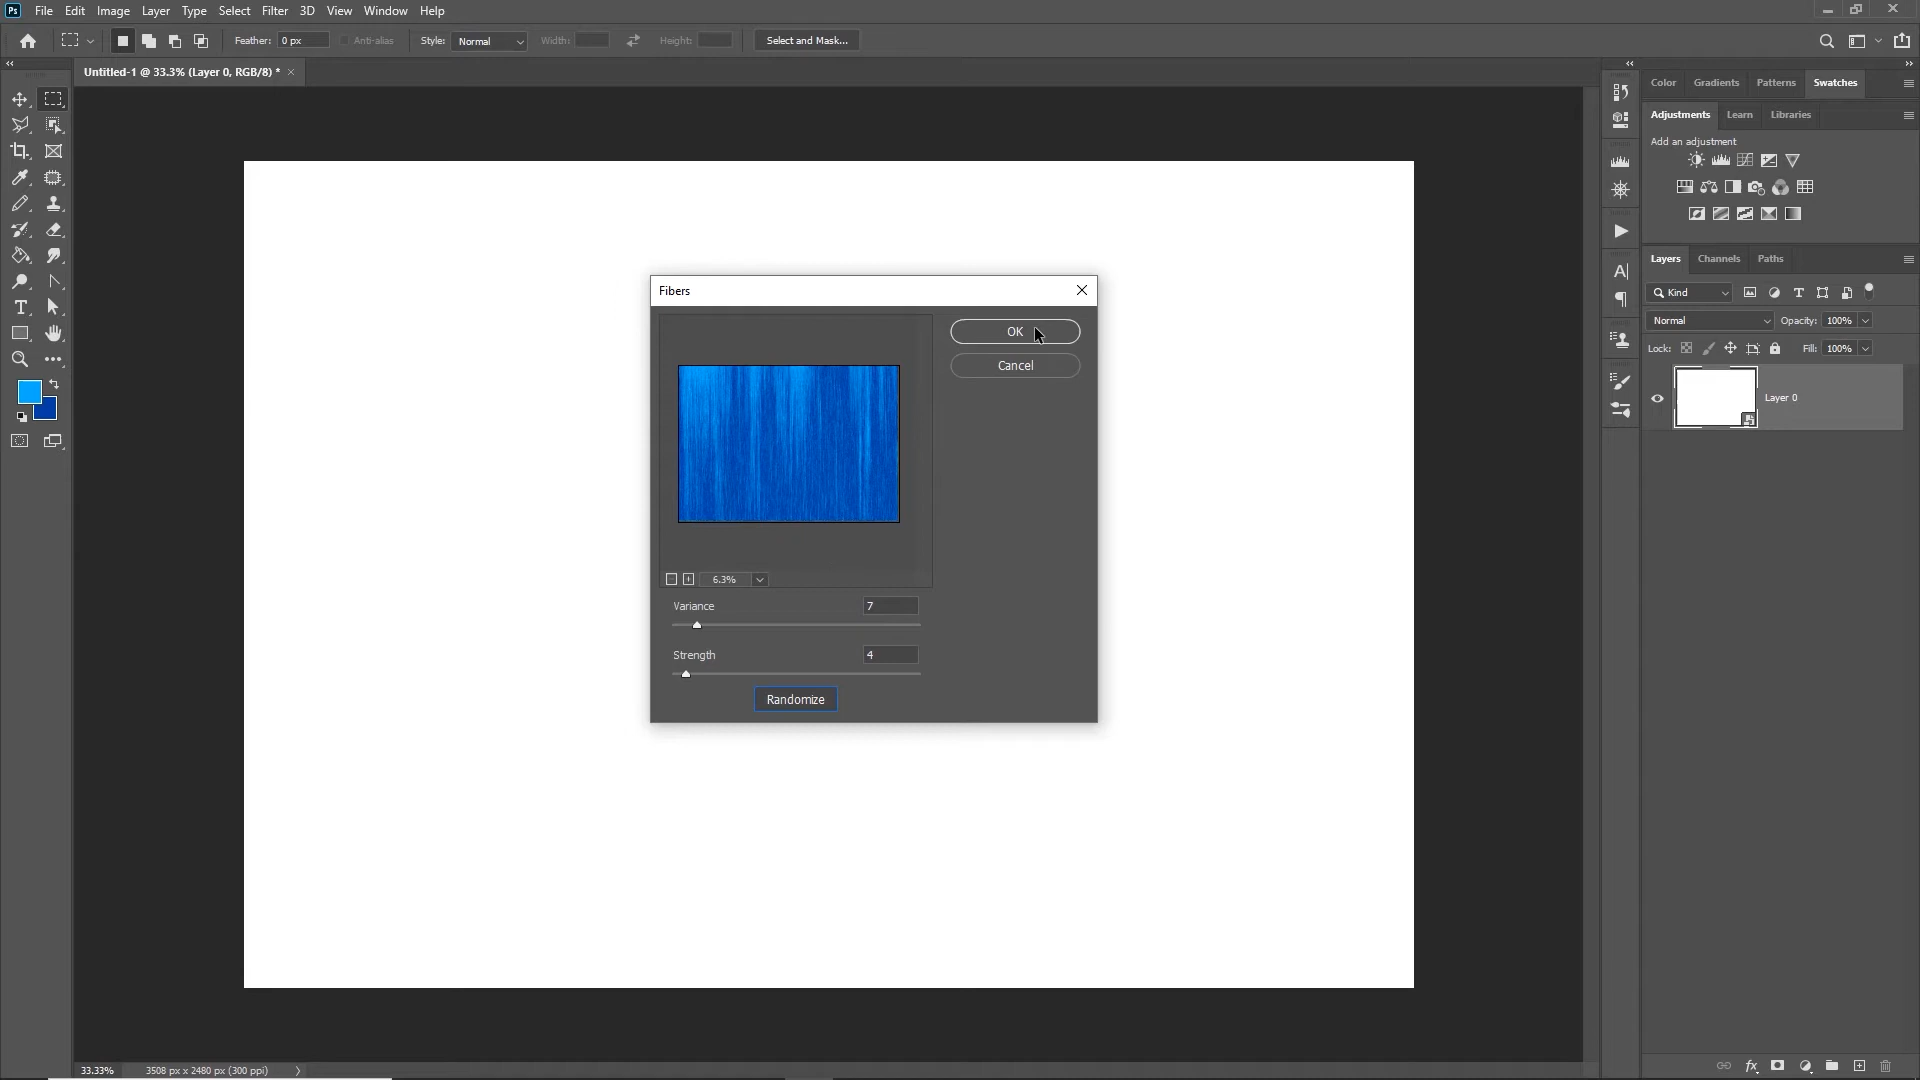 Ps File Edit Image Layer Type Select Filter 3D View Window Help
Feather: 0 px Anti-alias Style: Normal Width: Height: Select and Mask...
Untitled-1 @ 33.3% (Layer 0, RGB/8) *
Color Gradients Patterns Swatches
Adjustments Learn Libraries
Add an adjustment
Layers Channels Paths
Kind
Normal Opacity: 100%
Lock: Fill: 100%
Layer 0
Fibers
OK
Cancel
6.3%
Variance 7
Strength 4
Randomize
33.33% 3508 px x 2480 px (300 ppi)